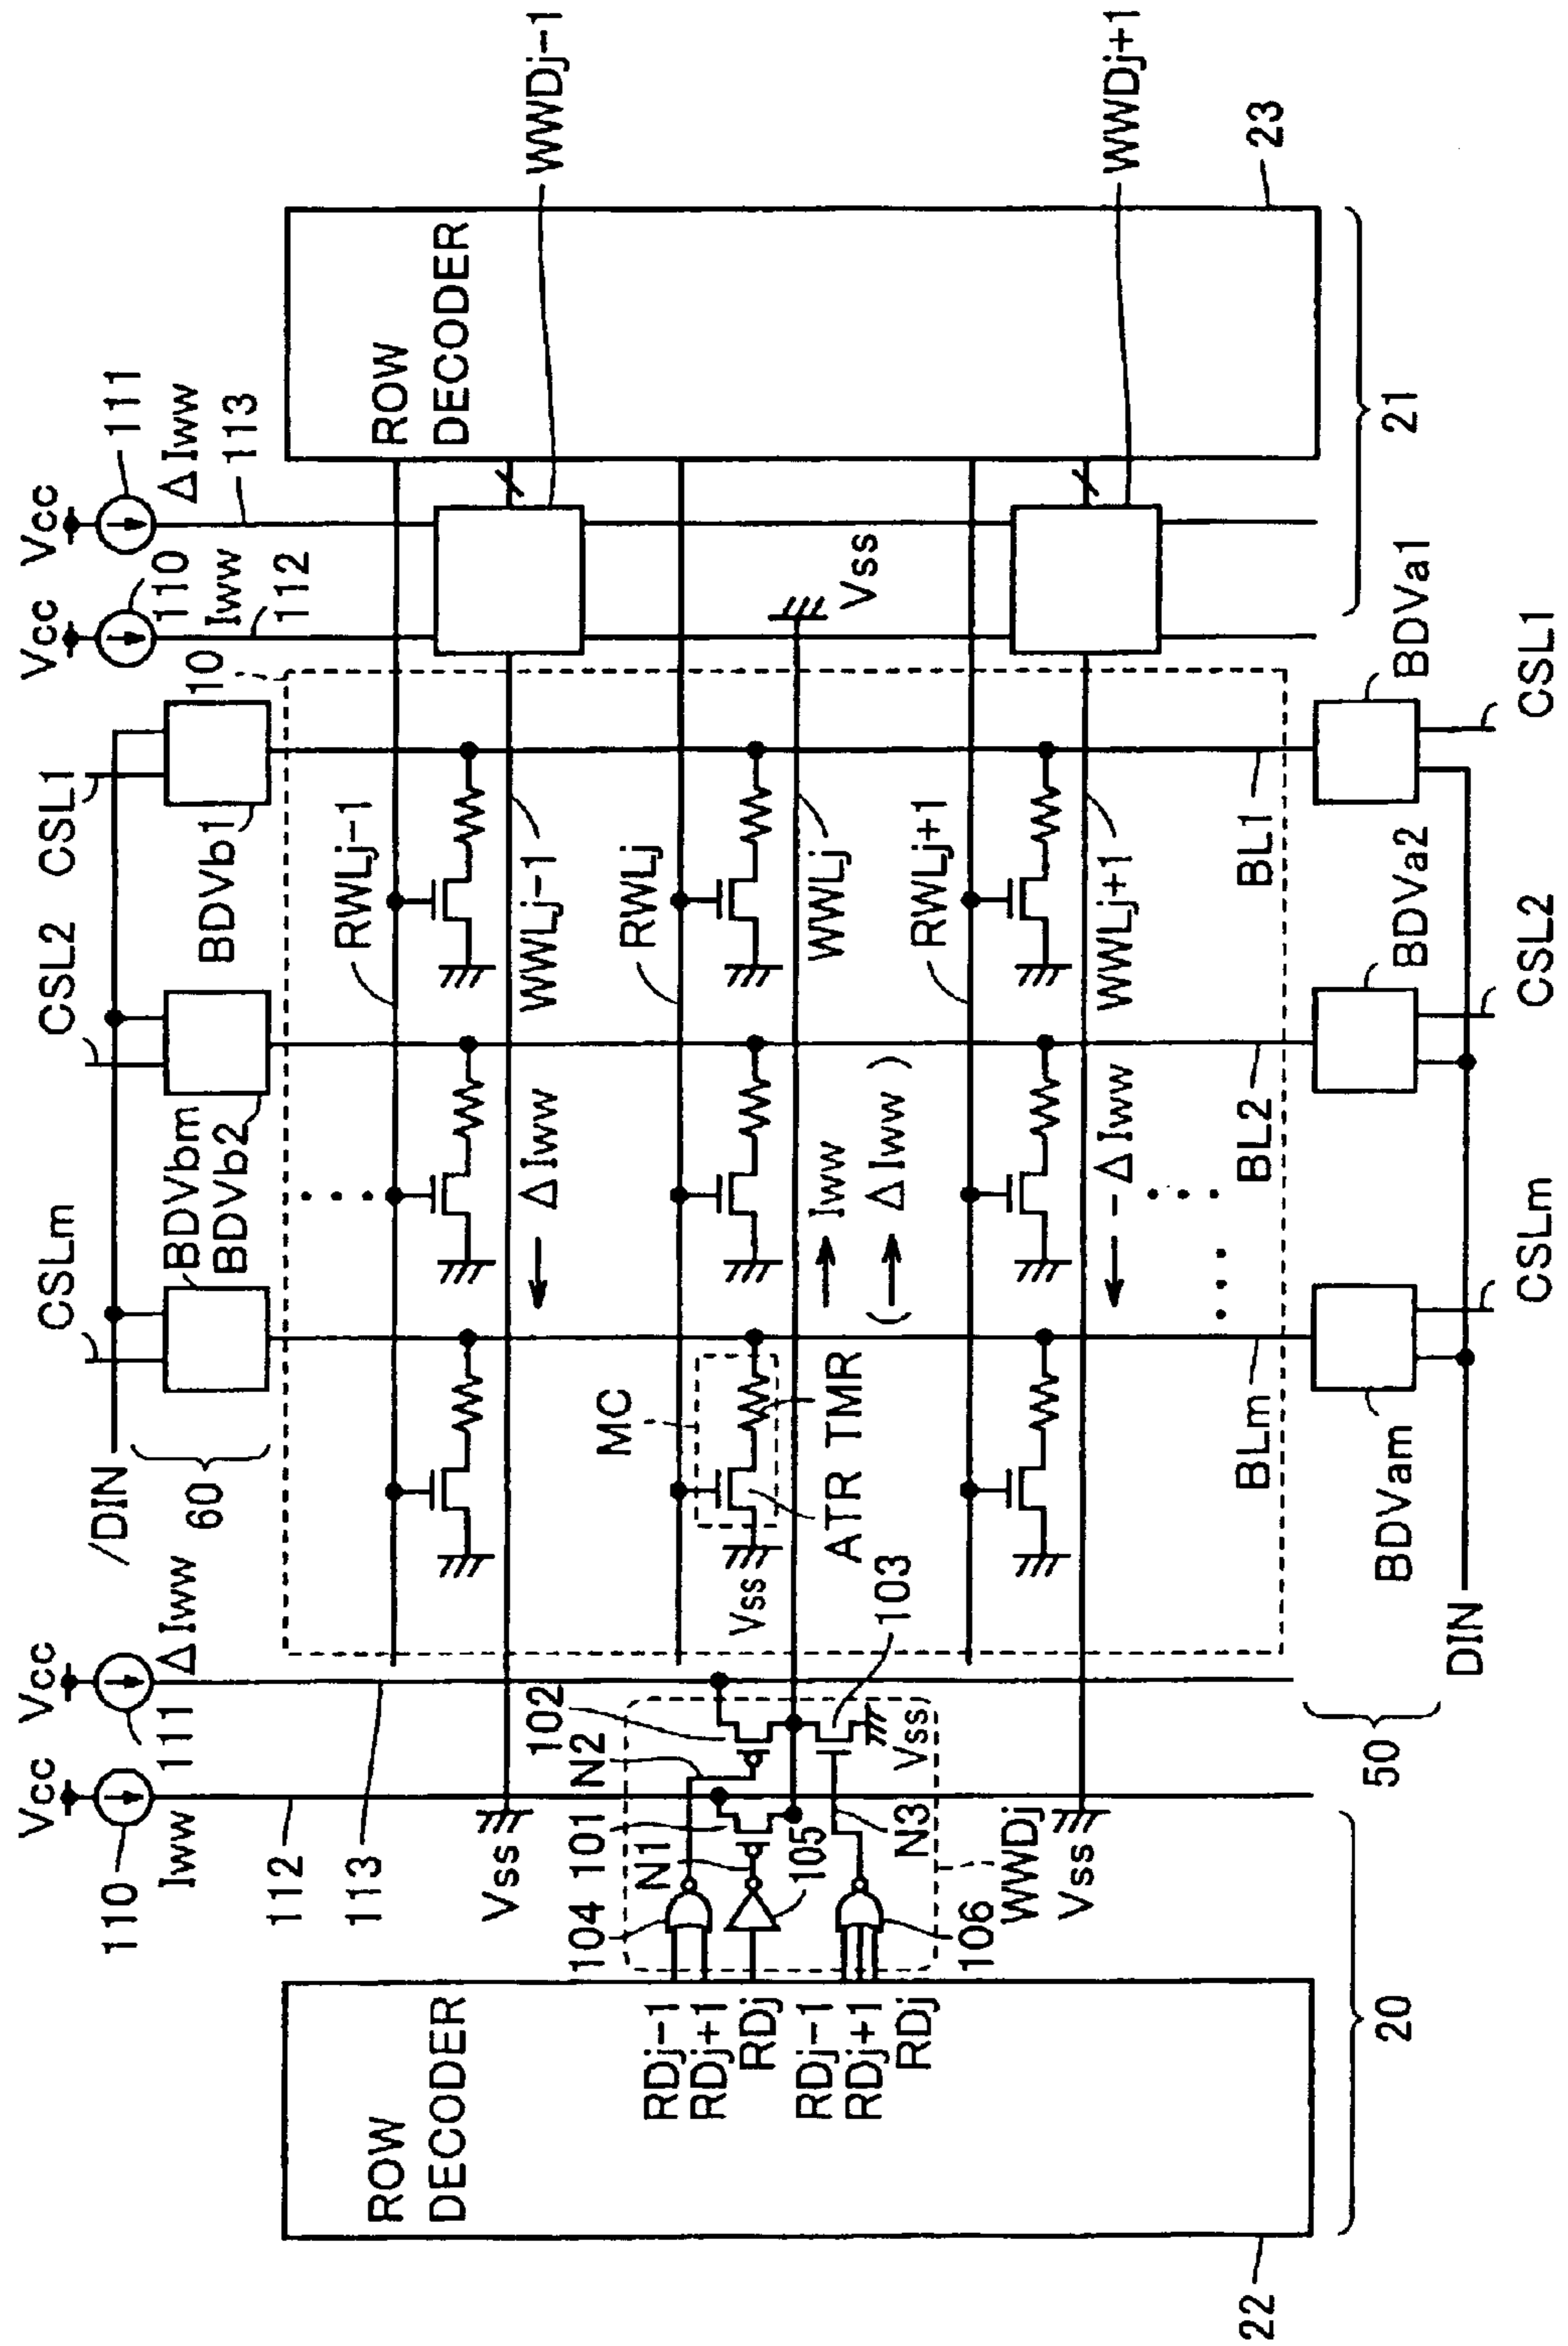 Vcc
Vcc
Vcc
Vcc
110
Iww
111
ΔIww
110
Iww
111
ΔIww
112
113
112
113
/DIN
CSLm
CSL2
CSL1
60
BDVbm
BDVb2
BDVb1
10
ROW
DECODER
ROW
DECODER
RWLj-1
WWLj-1
WWDj-1
ΔIww
Vss
RWLj
WWLj
MC
ATR TMR
Vss
Iww
(ΔIww)
Vss
RWLj+1
WWLj+1
WWDj+1
-ΔIww
Vss
RDj-1
RDj+1
RDj
RDj-1
RDj+1
RDj
104
101
N1
102
N2
105
103
N3
Vss
106
WWDj
BLm
BL2
BL1
BDVam
BDVa2
BDVa1
DIN
CSLm
CSL2
CSL1
22
20
50
21
23